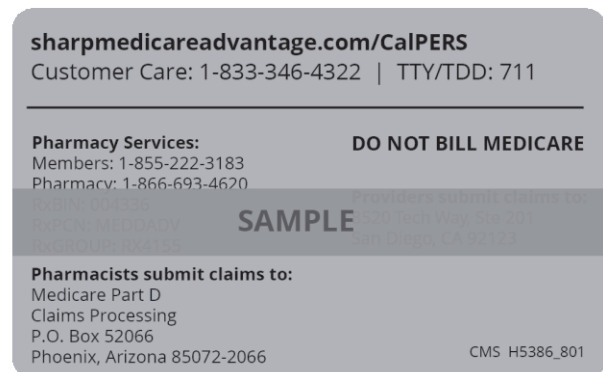 sharpmedicareadvantage.com/CalPERS
Customer Care: 1-833-346-4322 | TTY/TDD: 711
Pharmacy Services:
Members: 1-855-222-3183
Pharmacy: 1-866-693-4620
RxBIN: 004336
RxPCN: MEDDADV
RxGROUP: RX4155
DO NOT BILL MEDICARE
Providers submit claims to:
8520 Tech Way, Ste 201
San Diego, CA 92123
SAMPLE
Pharmacists submit claims to:
Medicare Part D
Claims Processing
P.O. Box 52066
Phoenix, Arizona 85072-2066
CMS H5386_801